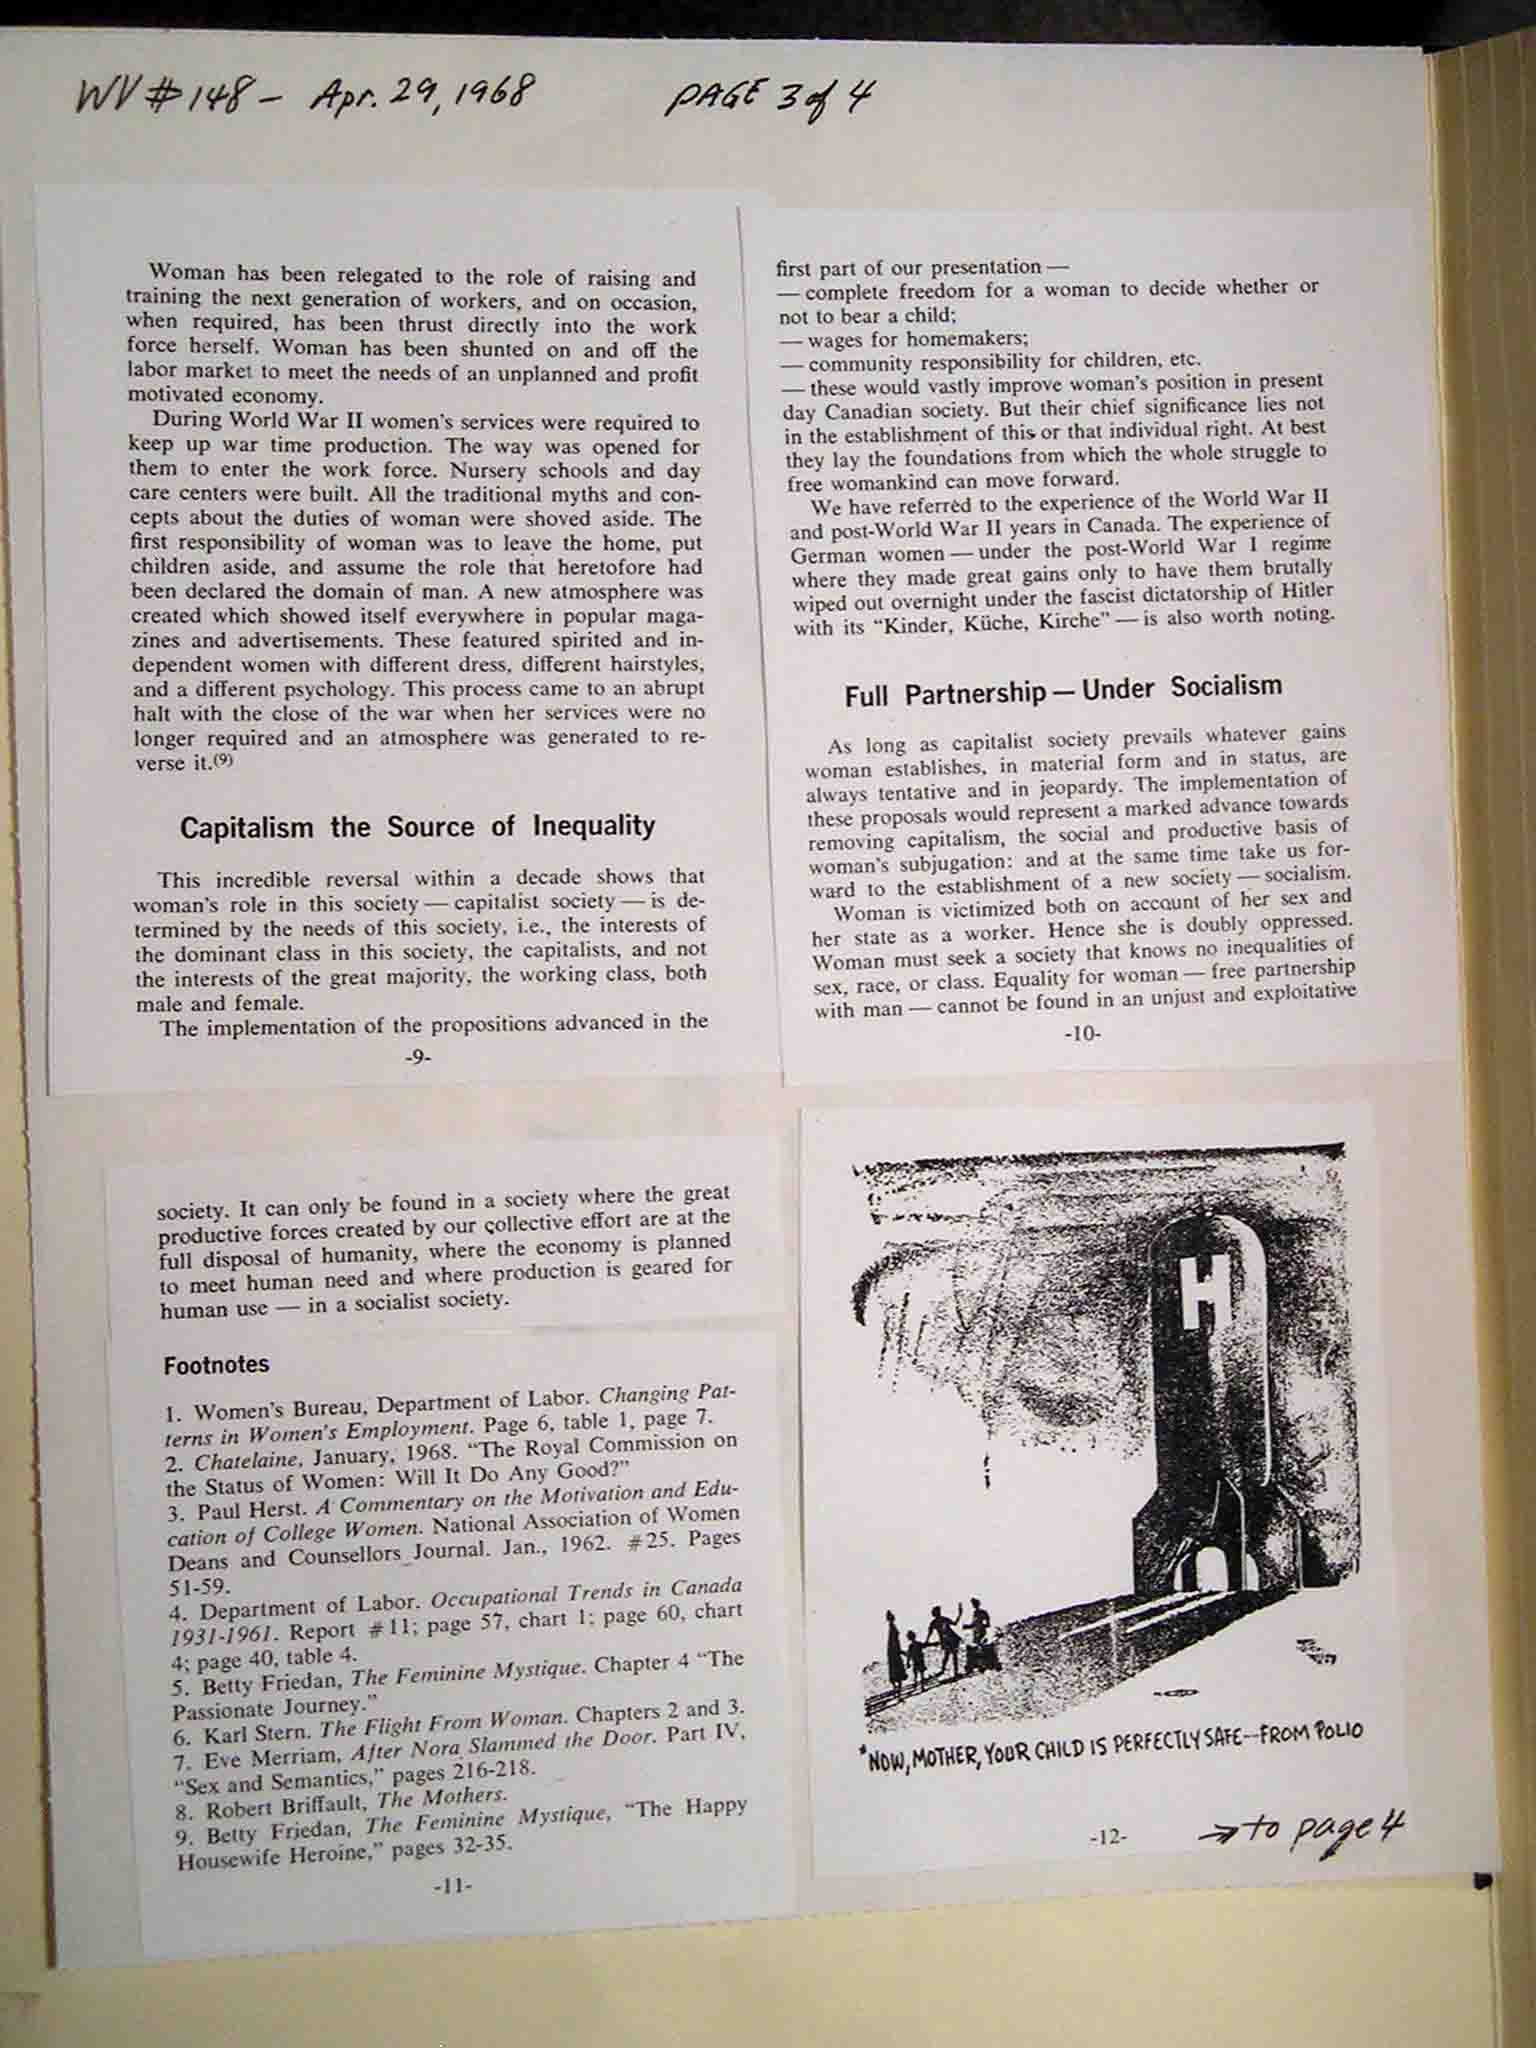 WV # 148 - Apr. 29, 1968 PAGE 3 of 4
Woman has been relegated to the role of raising and
training the next generation of workers, and on occasion,
when required, has been thrust directly into the work
force herself. Woman has been shunted on and off the
labor market to meet the needs of an unplanned and profit
motivated economy.
During World War II women's services were required to
keep up war time production. The way was opened for
them to enter the work force. Nursery schools and day
care centers were built. All the traditional myths and con-
cepts about the duties of woman were shoved aside. The
first responsibility of woman was to leave the home, put
children aside, and assume the role that heretofore had
been declared the domain of man. A new atmosphere was
created which showed itself everywhere in popular maga-
zines and advertisements. These featured spirited and in-
dependent women with different dress, different hairstyles,
and a different psychology. This process came to an abrupt
halt with the close of the war when her services were no
longer required and an atmosphere was generated to re-
verse it.(9)
Capitalism the Source of Inequality
This incredible reversal within a decade shows that
woman's role in this society — capitalist society — is de-
termined by the needs of this society, i.e., the interests of
the dominant class in this society, the capitalists, and not
the interests of the great majority, the working class, both
male and female.
The implementation of the propositions advanced in the
-9-
first part of our presentation —
— complete freedom for a woman to decide whether or
not to bear a child;
— wages for homemakers;
— community responsibility for children, etc.
— these would vastly improve woman's position in present
day Canadian society. But their chief significance lies not
in the establishment of this or that individual right. At best
they lay the foundations from which the whole struggle to
free womankind can move forward.
We have referred to the experience of the World War II
and post-World War II years in Canada. The experience of
German women — under the post-World War I regime
where they made great gains only to have them brutally
wiped out overnight under the fascist dictatorship of Hitler
with its "Kinder, Küche, Kirche" — is also worth noting.
Full Partnership — Under Socialism
As long as capitalist society prevails whatever gains
woman establishes, in material form and in status, are
always tentative and in jeopardy. The implementation of
these proposals would represent a marked advance towards
removing capitalism, the social and productive basis of
woman's subjugation: and at the same time take us for-
ward to the establishment of a new society — socialism.
Woman is victimized both on account of her sex and
her state as a worker. Hence she is doubly oppressed.
Woman must seek a society that knows no inequalities of
sex, race, or class. Equality for woman — free partnership
with man — cannot be found in an unjust and exploitative
-10-
society. It can only be found in a society where the great
productive forces created by our collective effort are at the
full disposal of humanity, where the economy is planned
to meet human need and where production is geared for
human use — in a socialist society.
Footnotes
1. Women's Bureau, Department of Labor. Changing Pat-
terns in Women's Employment. Page 6, table 1, page 7.
2. Chatelaine, January, 1968. "The Royal Commission on
the Status of Women: Will It Do Any Good?"
3. Paul Herst. A Commentary on the Motivation and Edu-
cation of College Women. National Association of Women
Deans and Counsellors Journal. Jan., 1962. #25. Pages
51-59.
4. Department of Labor. Occupational Trends in Canada
1931-1961. Report #11; page 57, chart 1; page 60, chart
4; page 40, table 4.
5. Betty Friedan, The Feminine Mystique. Chapter 4 "The
Passionate Journey."
6. Karl Stern. The Flight From Woman. Chapters 2 and 3.
7. Eve Merriam, After Nora Slammed the Door. Part IV,
"Sex and Semantics," pages 216-218.
8. Robert Briffault, The Mothers.
9. Betty Friedan, The Feminine Mystique, "The Happy
Housewife Heroine," pages 32-35.
-11-
H
"NOW, MOTHER, YOUR CHILD IS PERFECTLY SAFE--FROM POLIO
-12- → to page 4